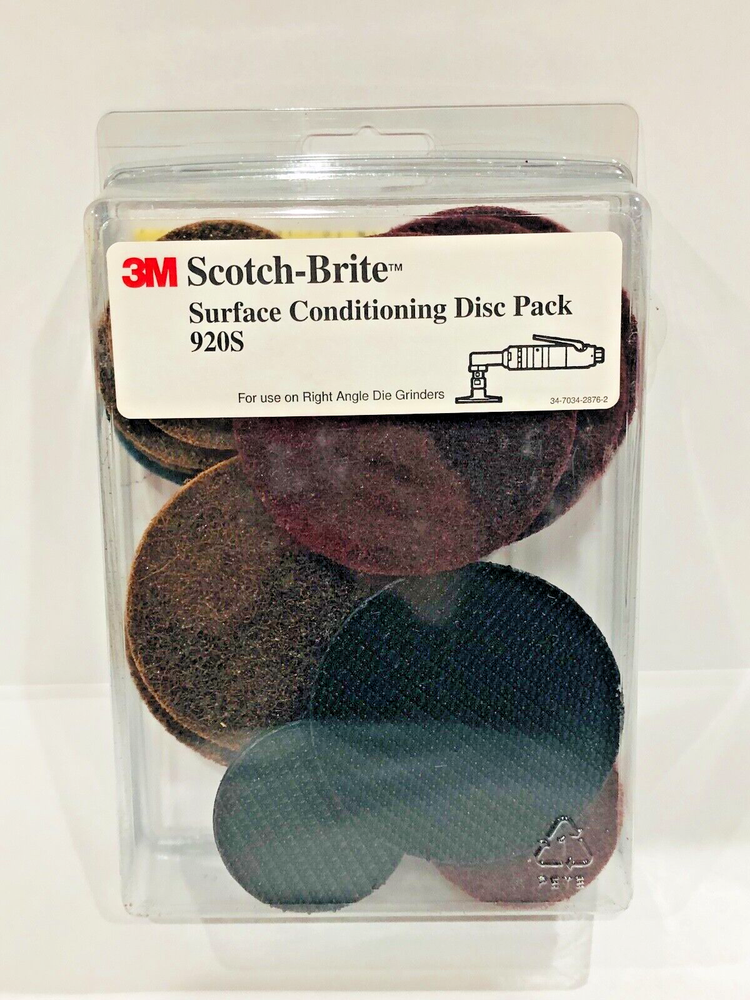 3M Scotch-Brite™
Surface Conditioning Disc Pack
920S
For use on Right Angle Die Grinders
34-7034-2876-2